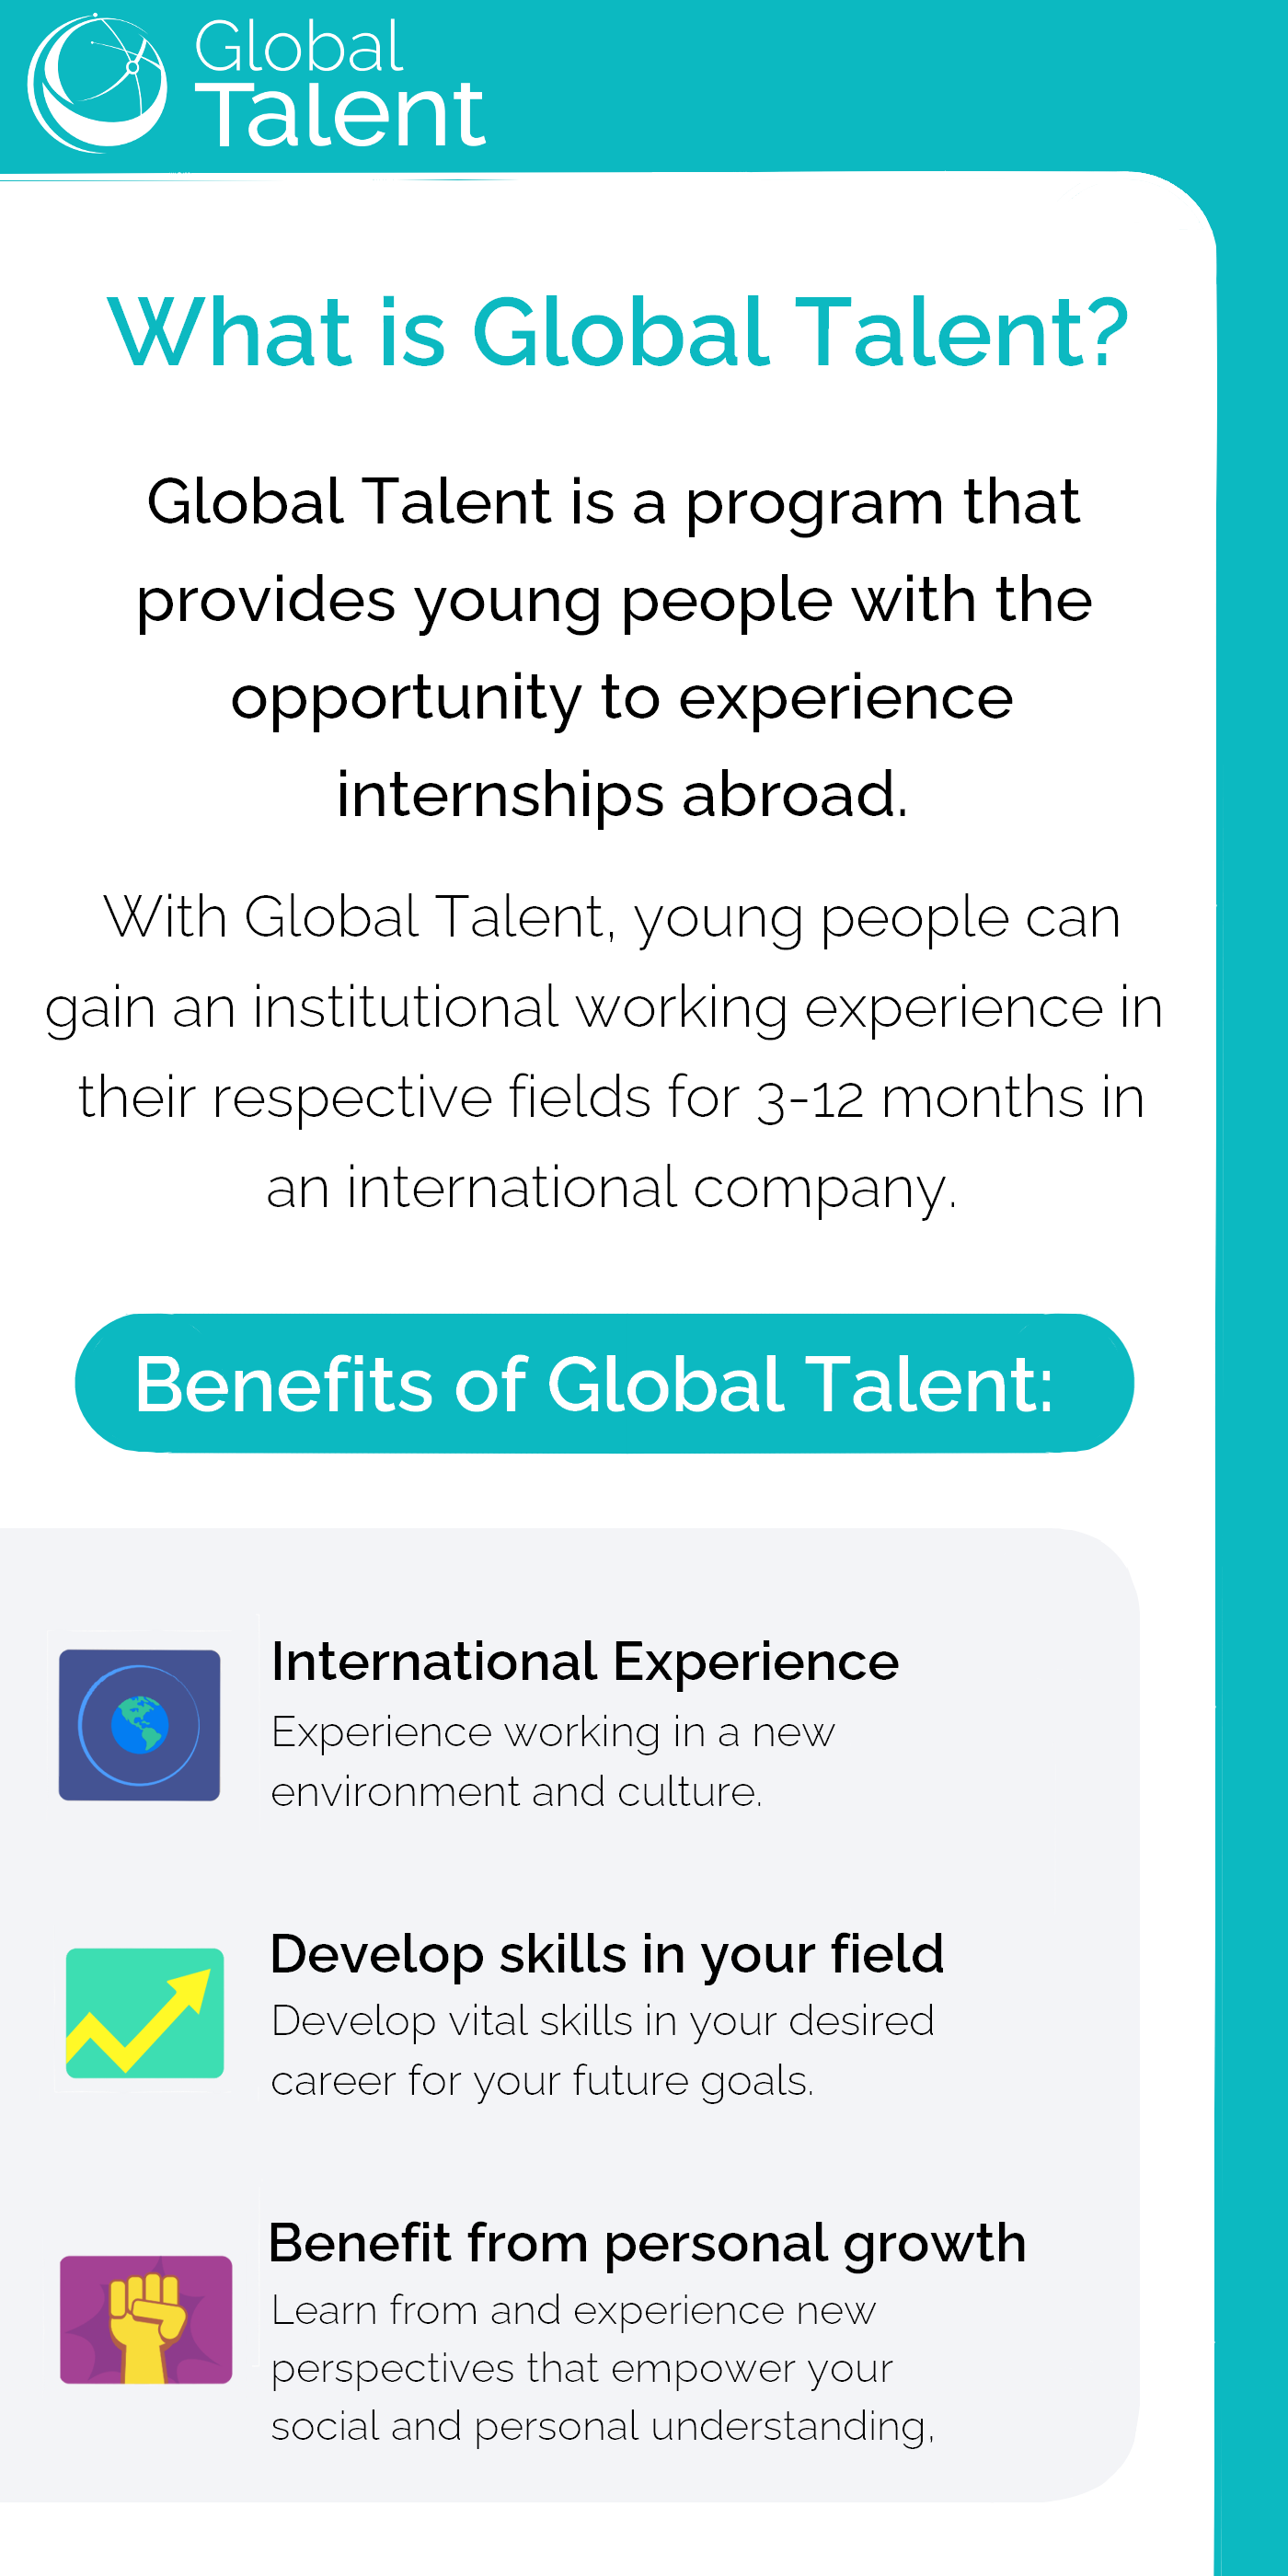 Global
Talent
What is Global Talent?
Global Talent is a program that
provides young people with the
opportunity to experience
internships abroad.
With Global Talent, young people can
gain an institutional working experience in
their respective fields for 3-12 months in
an international company.
Benefits of Global Talent:
International Experience
Experience working in a new
environment and culture.
Develop skills in your field
Develop vital skills in your desired
career for your future goals.
Benefit from personal growth
Learn from and experience new
perspectives that empower your
social and personal understanding,